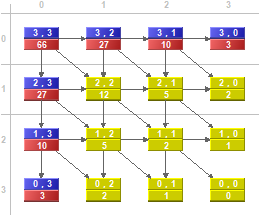 0 1 2 3
0
3, 3 3, 2 3, 1 3, 0
66 27 10 3
1
2, 3 2, 2 2, 1 2, 0
27 12 5 2
2
1, 3 1, 2 1, 1 1, 0
10 5 2 1
3
0, 3 0, 2 0, 1 0, 0
3 2 1 0